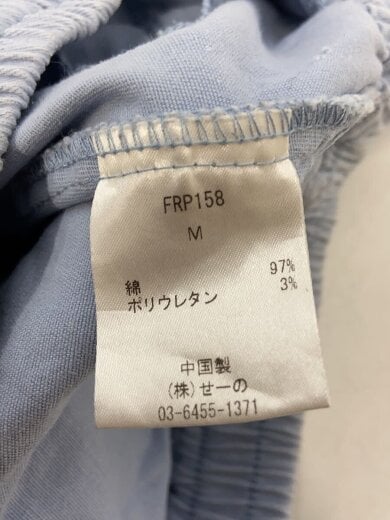 FRP158
M
綿 97%
ポリウレタン 3%
中国製
(株)せーの
03-6455-1371